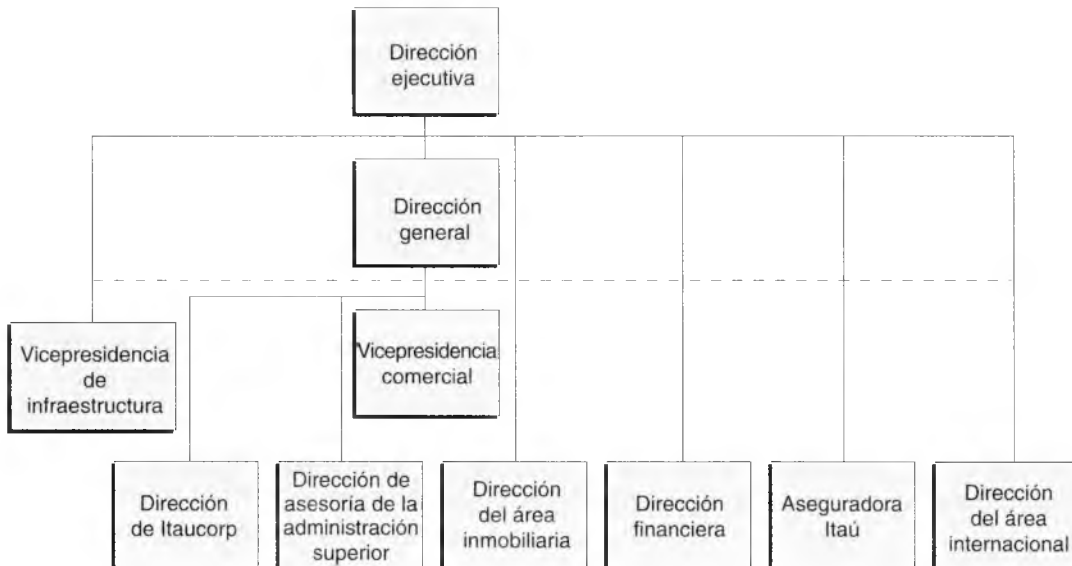 Dirección
ejecutiva
Dirección
general
Vicepresidencia
de
infraestructura
Vicepresidencia
comercial
Dirección
de Itaucorp
Dirección de
asesoría de la
administración
superior
Dirección
del área
inmobiliaria
Dirección
financiera
Aseguradora
Itaú
Dirección
del área
internacional